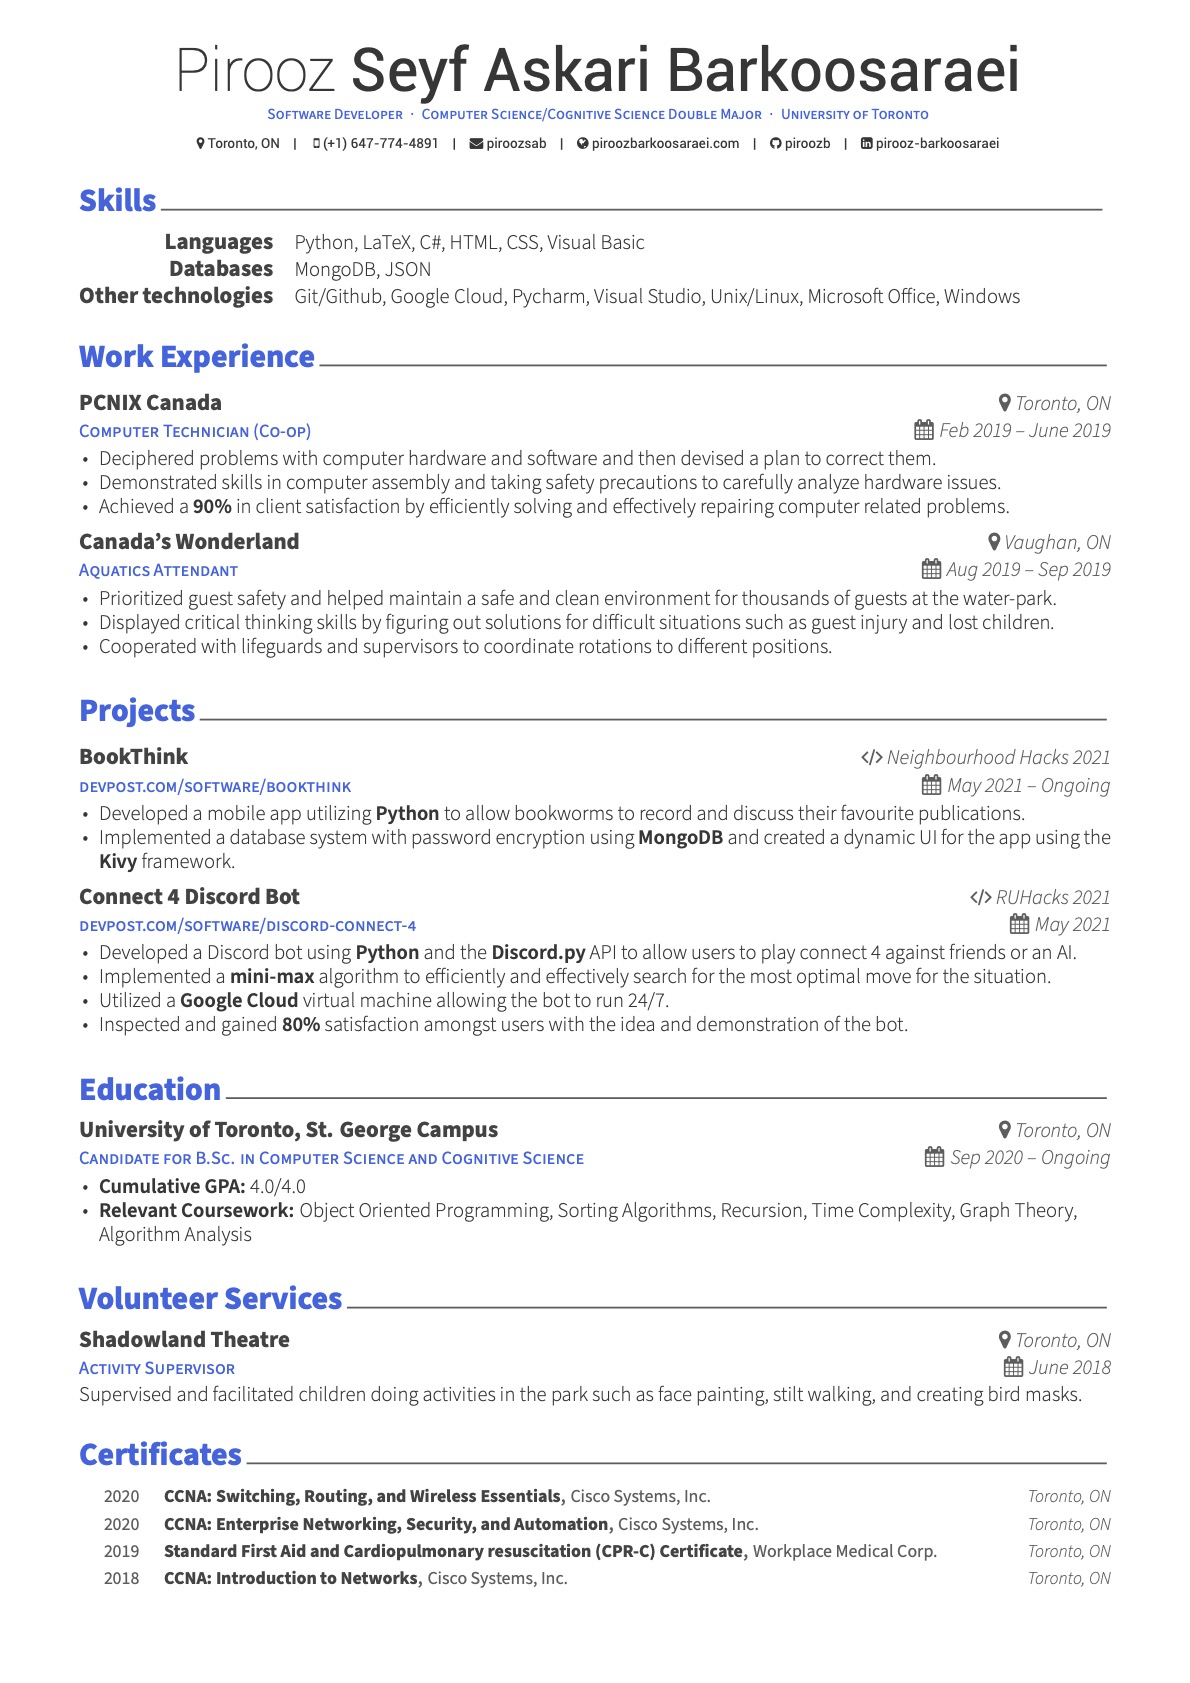 Pirooz Seyf Askari Barkoosaraei
Software Developer · Computer Science/Cognitive Science Double Major · University of Toronto
Toronto, ON | (+1) 647-774-4891 | piroozsab | piroozbarkoosaraei.com | piroozb | pirooz-barkoosaraei
Skills
Languages Python, LaTeX, C#, HTML, CSS, Visual Basic
Databases MongoDB, JSON
Other technologies Git/Github, Google Cloud, Pycharm, Visual Studio, Unix/Linux, Microsoft Office, Windows
Work Experience
PCNIX Canada Toronto, ON
Computer Technician (Co-op) Feb 2019 – June 2019
• Deciphered problems with computer hardware and software and then devised a plan to correct them.
• Demonstrated skills in computer assembly and taking safety precautions to carefully analyze hardware issues.
• Achieved a 90% in client satisfaction by efficiently solving and effectively repairing computer related problems.
Canada's Wonderland Vaughan, ON
Aquatics Attendant Aug 2019 – Sep 2019
• Prioritized guest safety and helped maintain a safe and clean environment for thousands of guests at the water-park.
• Displayed critical thinking skills by figuring out solutions for difficult situations such as guest injury and lost children.
• Cooperated with lifeguards and supervisors to coordinate rotations to different positions.
Projects
BookThink </> Neighbourhood Hacks 2021
devpost.com/software/bookthink May 2021 – Ongoing
• Developed a mobile app utilizing Python to allow bookworms to record and discuss their favourite publications.
• Implemented a database system with password encryption using MongoDB and created a dynamic UI for the app using the
Kivy framework.
Connect 4 Discord Bot </> RUHacks 2021
devpost.com/software/discord-connect-4 May 2021
• Developed a Discord bot using Python and the Discord.py API to allow users to play connect 4 against friends or an AI.
• Implemented a mini-max algorithm to efficiently and effectively search for the most optimal move for the situation.
• Utilized a Google Cloud virtual machine allowing the bot to run 24/7.
• Inspected and gained 80% satisfaction amongst users with the idea and demonstration of the bot.
Education
University of Toronto, St. George Campus Toronto, ON
Candidate for B.Sc. in Computer Science and Cognitive Science Sep 2020 – Ongoing
• Cumulative GPA: 4.0/4.0
• Relevant Coursework: Object Oriented Programming, Sorting Algorithms, Recursion, Time Complexity, Graph Theory,
Algorithm Analysis
Volunteer Services
Shadowland Theatre Toronto, ON
Activity Supervisor June 2018
Supervised and facilitated children doing activities in the park such as face painting, stilt walking, and creating bird masks.
Certificates
2020 CCNA: Switching, Routing, and Wireless Essentials, Cisco Systems, Inc. Toronto, ON
2020 CCNA: Enterprise Networking, Security, and Automation, Cisco Systems, Inc. Toronto, ON
2019 Standard First Aid and Cardiopulmonary resuscitation (CPR-C) Certificate, Workplace Medical Corp. Toronto, ON
2018 CCNA: Introduction to Networks, Cisco Systems, Inc. Toronto, ON